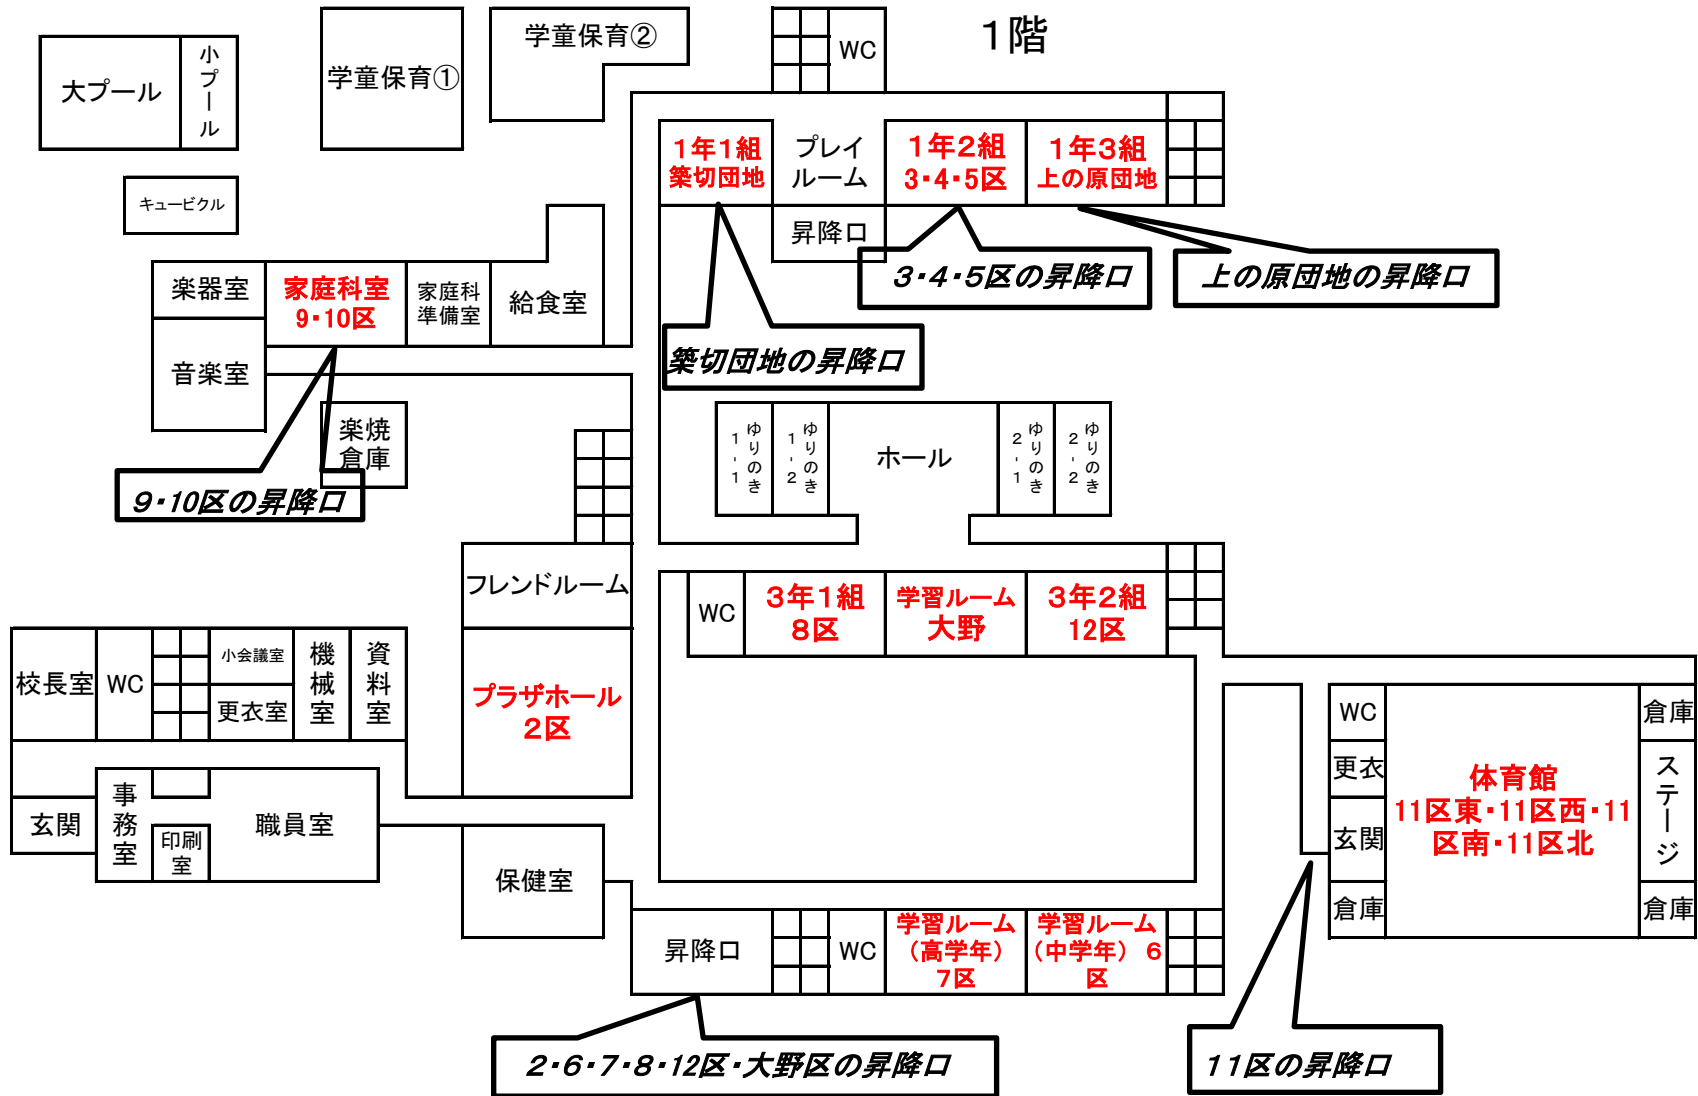 1階
学童保育②
WC
学童保育①
大プール
小プール
キュービクル
1年1組
築切団地
プレイ
ルーム
1年2組
3・4・5区
1年3組
上の原団地
昇降口
3・4・5区の昇降口
上の原団地の昇降口
築切団地の昇降口
楽器室
家庭科室
9・10区
家庭科
準備室
給食室
音楽室
楽焼
倉庫
9・10区の昇降口
ゆりのき
1-1
ゆりのき
1-2
ホール
ゆりのき
2-1
ゆりのき
2-2
フレンドルーム
WC
3年1組
8区
学習ルーム
大野
3年2組
12区
校長室
WC
小会議室
更衣室
機械室
資料室
プラザホール
2区
玄関
事務室
印刷
室
職員室
保健室
WC
更衣
玄関
倉庫
体育館
11区東・11区西・11
区南・11区北
倉庫
ステージ
倉庫
昇降口
WC
学習ルーム
（高学年）
7区
学習ルーム
（中学年） 6
区
2・6・7・8・12区・大野区の昇降口
11区の昇降口